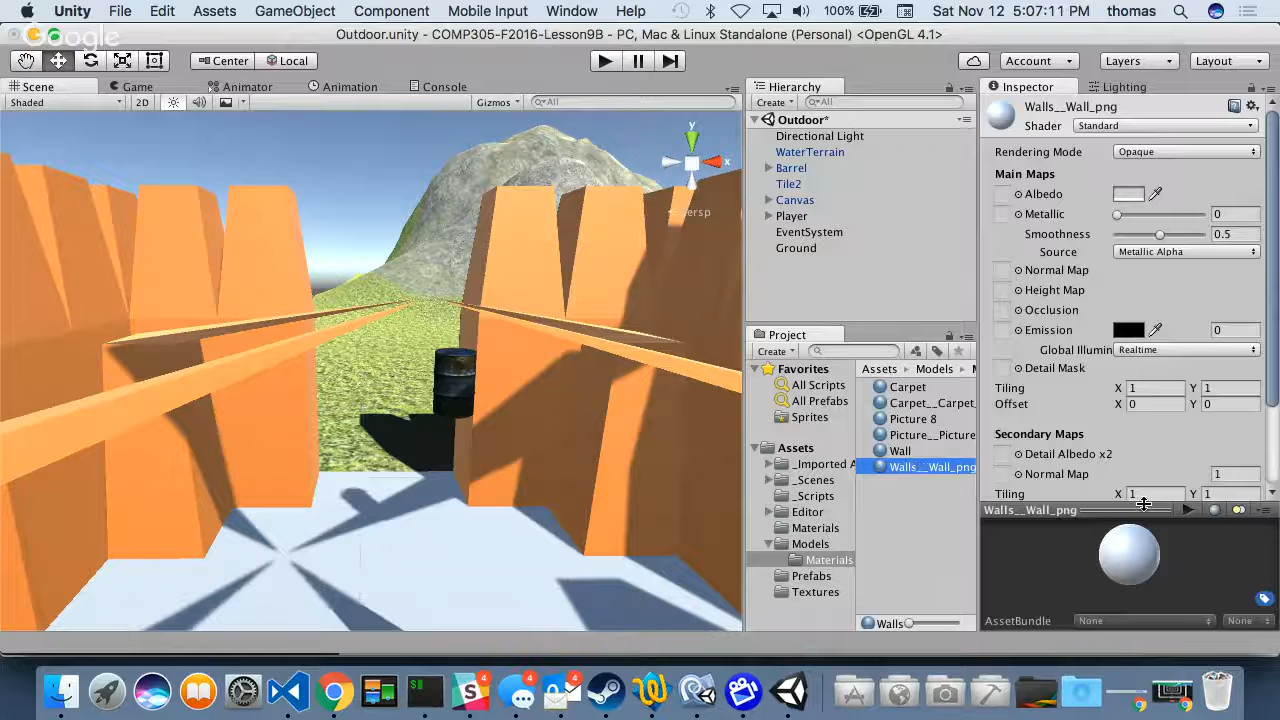 Unity File Edit Assets GameObject Component Mobile Input Window Help 100% Sat Nov 12 5:07:11 PM thomas
Google
Outdoor.unity - COMP305-F2016-Lesson9B - PC, Mac & Linux Standalone (Personal) <OpenGL 4.1>
Center Local Account Layers Layout
Scene Game Animator Animation Console
Shaded 2D Gizmos All
y
x
Persp
Hierarchy
Create All
Outdoor*
Directional Light
WaterTerrain
Barrel
Tile2
Canvas
Player
EventSystem
Ground
Project
Create
Favorites
All Scripts
All Prefabs
Sprites
Assets
_Imported A
_Scenes
_Scripts
Editor
Materials
Models
Materials
Prefabs
Textures
Assets Models M
Carpet
Carpet__Carpet_
Picture 8
Picture__Picture
Wall
Walls__Wall_png
Walls
Inspector Lighting
Walls__Wall_png
Shader Standard
Rendering Mode Opaque
Main Maps
Albedo
Metallic 0
Smoothness 0.5
Source Metallic Alpha
Normal Map
Height Map
Occlusion
Emission 0
Global Illumin Realtime
Detail Mask
Tiling X 1 Y 1
Offset X 0 Y 0
Secondary Maps
Detail Albedo x2
Normal Map 1
Tiling X 1 Y 1
Walls__Wall_png
AssetBundle None None
4 4 4